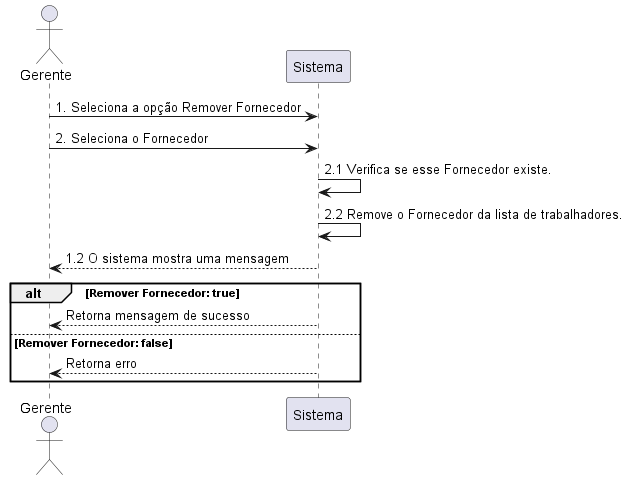 Gerente
Sistema
1. Seleciona a opção Remover Fornecedor
2. Seleciona o Fornecedor
2.1 Verifica se esse Fornecedor existe.
2.2 Remove o Fornecedor da lista de trabalhadores.
1.2 O sistema mostra uma mensagem
alt [Remover Fornecedor: true]
Retorna mensagem de sucesso
[Remover Fornecedor: false]
Retorna erro
Gerente
Sistema